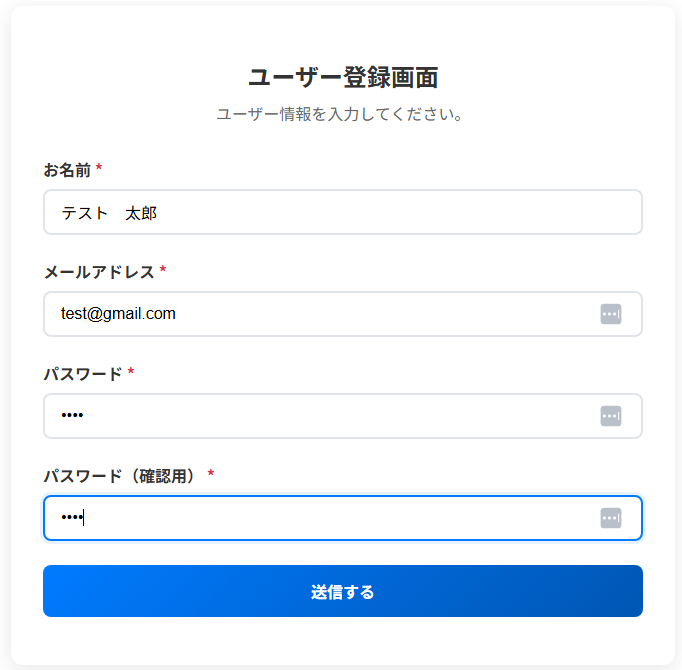 ユーザー登録画面
ユーザー情報を入力してください。
お名前 *
テスト　太郎
メールアドレス *
test@gmail.com
パスワード *
••••
パスワード（確認用） *
••••
送信する